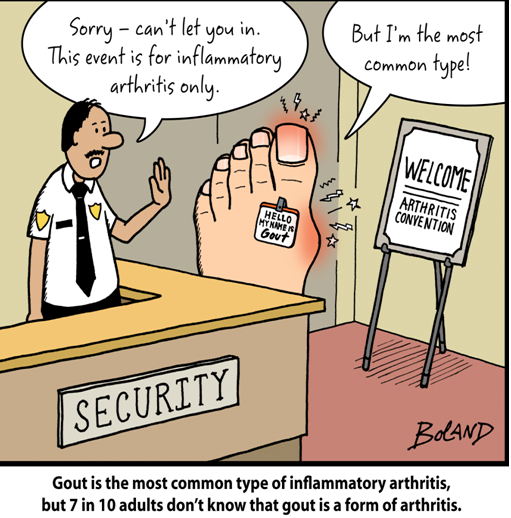 Sorry – can't let you in.
This event is for inflammatory
arthritis only.
But I'm the most
common type!
HELLO
MY NAME IS
Gout
WELCOME
ARTHRITIS
CONVENTION
SECURITY
BOLAND
Gout is the most common type of inflammatory arthritis,
but 7 in 10 adults don't know that gout is a form of arthritis.